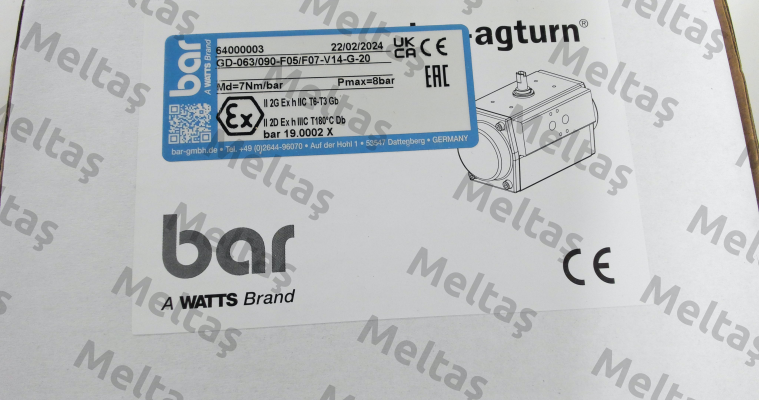 agturn®
bar
A WATTS Brand
64000003 22/02/2024 UK CA CE
GD-063/090-F05/F07-V14-G-20
Md=7Nm/bar Pmax=8bar EAC
Ex II 2G Ex h IIC T6-T3 Gb
II 2D Ex h IIIC T180°C Db
bar 19.0002 X
bar-gmbh.de • Tel. +49 (0)2644-96070 • Auf der Hohl 1 • 53547 Dattenberg • GERMANY
bar
A WATTS Brand
CE
Meltaş